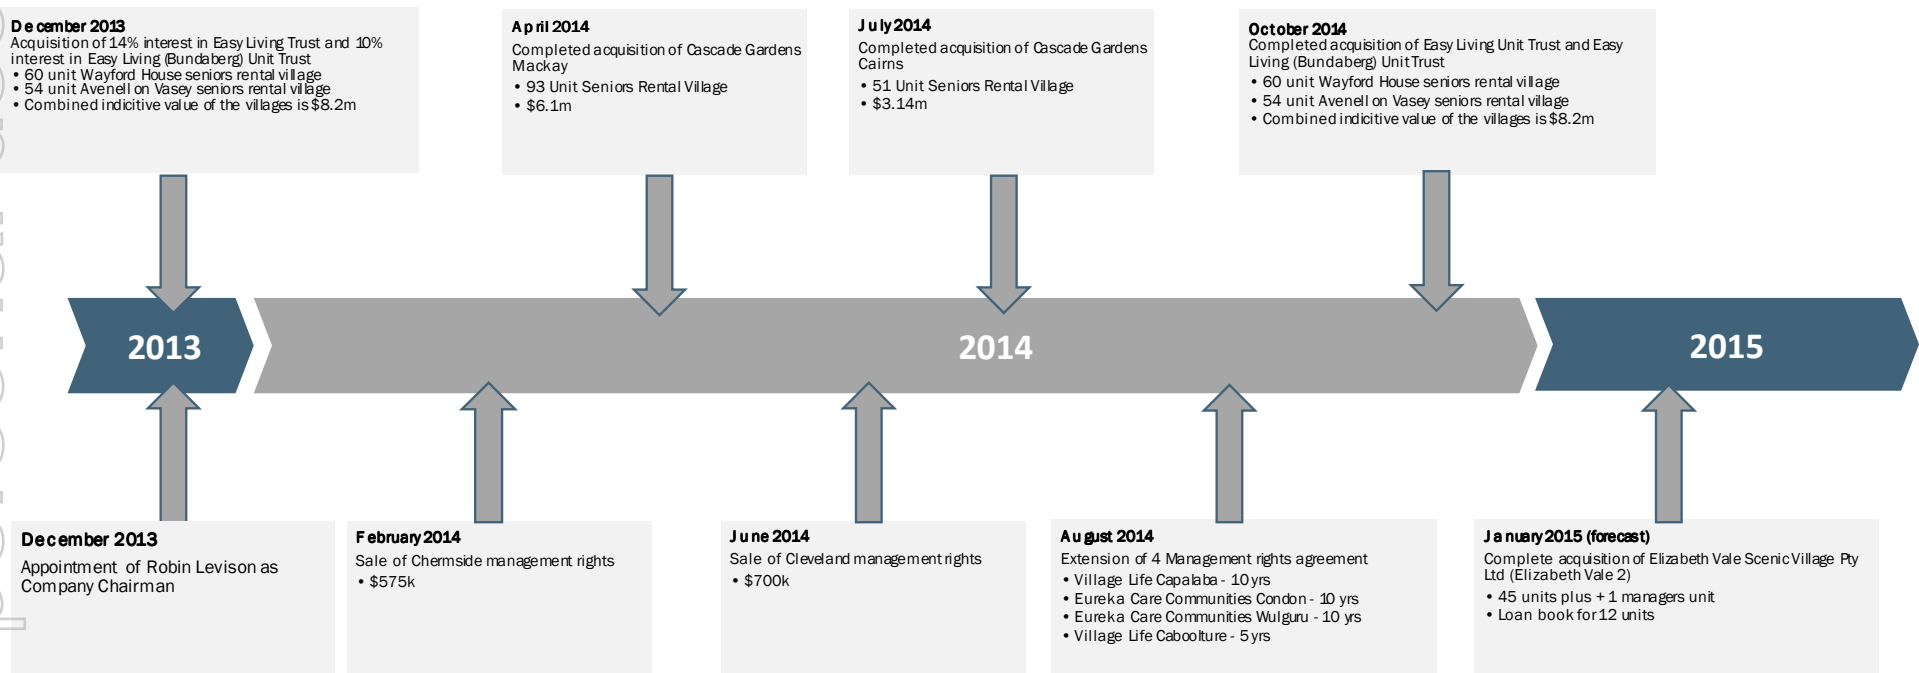 December 2013
Acquisition of 14% interest in Easy Living Trust and 10%
interest in Easy Living (Bundaberg) Unit Trust
• 60 unit Wayford House seniors rental village
• 54 unit Avenell on Vasey seniors rental village
• Combined indicitive value of the villages is $8.2m
April 2014
Completed acquisition of Cascade Gardens
Mackay
• 93 Unit Seniors Rental Village
• $6.1m
July 2014
Completed acquisition of Cascade Gardens
Cairns
• 51 Unit Seniors Rental Village
• $3.14m
October 2014
Completed acquisition of Easy Living Unit Trust and Easy
Living (Bundaberg) Unit Trust
• 60 unit Wayford House seniors rental village
• 54 unit Avenell on Vasey seniors rental village
• Combined indicitive value of the villages is $8.2m
2013
2014
2015
December 2013
Appointment of Robin Levison as
Company Chairman
February 2014
Sale of Chermside management rights
• $575k
June 2014
Sale of Cleveland management rights
• $700k
August 2014
Extension of 4 Management rights agreement
• Village Life Capalaba - 10 yrs
• Eureka Care Communities Condon - 10 yrs
• Eureka Care Communities Wulguru - 10 yrs
• Village Life Caboolture - 5 yrs
January 2015 (forecast)
Complete acquisition of Elizabeth Vale Scenic Village Pty
Ltd (Elizabeth Vale 2)
• 45 units plus + 1 managers unit
• Loan book for 12 units